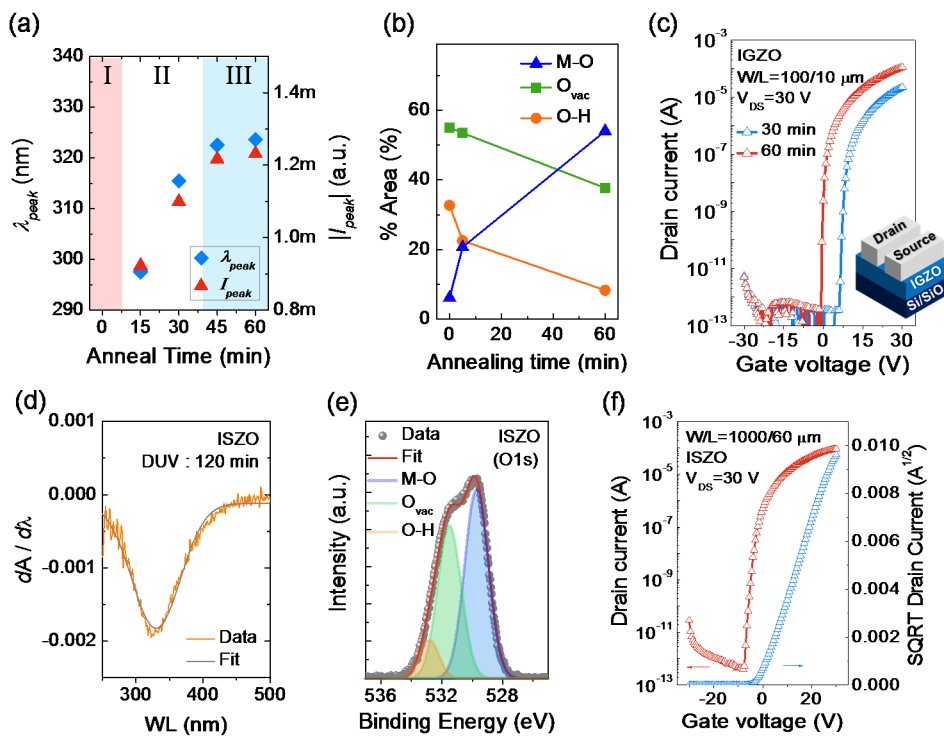 (a)
I II III
340
335
330
325
320
315
310
305
300
295
290
λpeak (nm)
1.4m
1.2m
1.0m
0.8m
|Ipeak| (a.u.)
λpeak
Ipeak
0 15 30 45 60
Anneal Time (min)
(b)
M-O
Ovac
O-H
60
40
20
0
% Area (%)
0 20 40 60
Annealing time (min)
(c)
IGZO
W/L=100/10 μm
VDS=30 V
30 min
60 min
10-3
10-5
10-7
10-9
10-11
10-13
Drain current (A)
Drain
Source
IGZO
Si/SiO
-30 -15 0 15 30
Gate voltage (V)
(d)
ISZO
DUV : 120 min
0.001
0.000
-0.001
-0.002
dA / dλ
Data
Fit
300 400 500
WL (nm)
(e)
Data
Fit
M-O
Ovac
O-H
ISZO
(O1s)
Intensity (a.u.)
536 532 528
Binding Energy (eV)
(f)
W/L=1000/60 μm
ISZO
VDS=30 V
10-3
10-5
10-7
10-9
10-11
10-13
Drain current (A)
0.010
0.008
0.006
0.004
0.002
0.000
SQRT Drain Current (A1/2)
-20 0 20
Gate voltage (V)